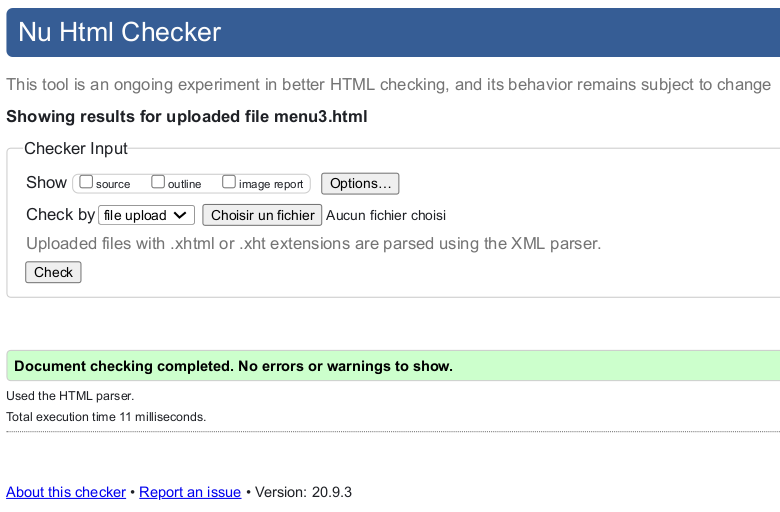 Nu Html Checker
This tool is an ongoing experiment in better HTML checking, and its behavior remains subject to change
Showing results for uploaded file menu3.html
Checker Input
Show source outline image report Options...
Check by file upload Choisir un fichier Aucun fichier choisi
Uploaded files with .xhtml or .xht extensions are parsed using the XML parser.
Check
Document checking completed. No errors or warnings to show.
Used the HTML parser.
Total execution time 11 milliseconds.
About this checker • Report an issue • Version: 20.9.3